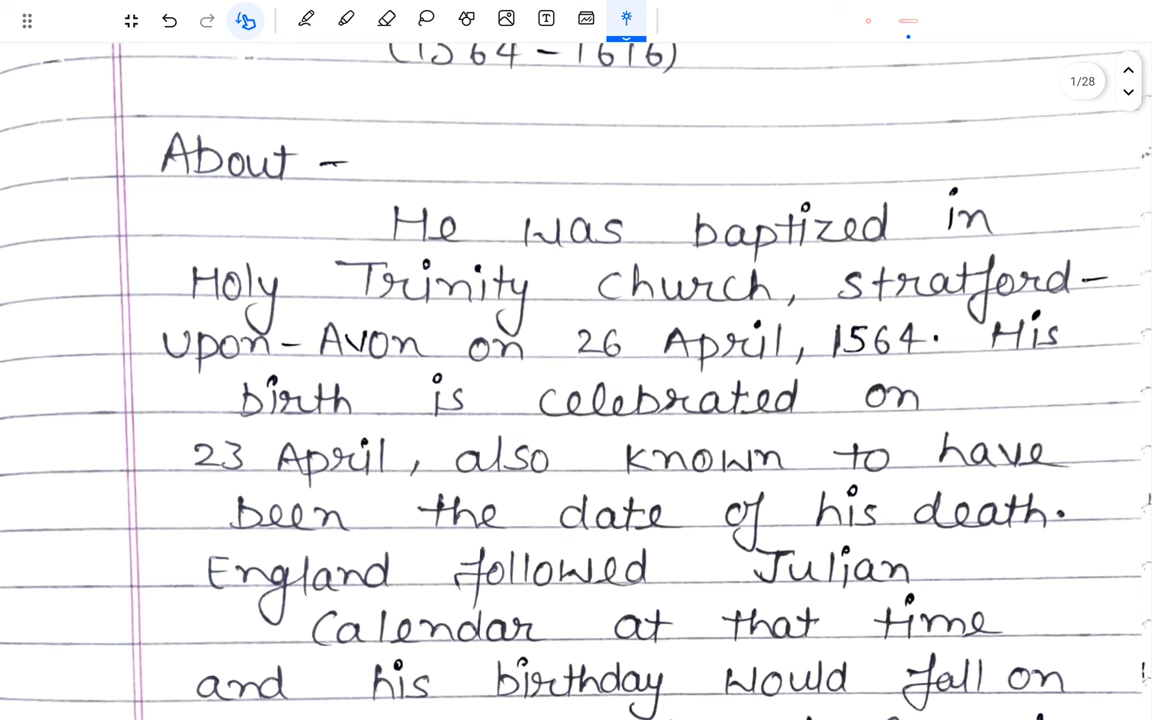 (1564-1616)
1/28
About -
He was baptized in
Holy Trinity Church, Stratford-
upon-Avon on 26 April, 1564. His
birth is celebrated on
23 April, also known to have
been the date of his death.
England followed Julian
Calendar at that time
and his birthday would fall on